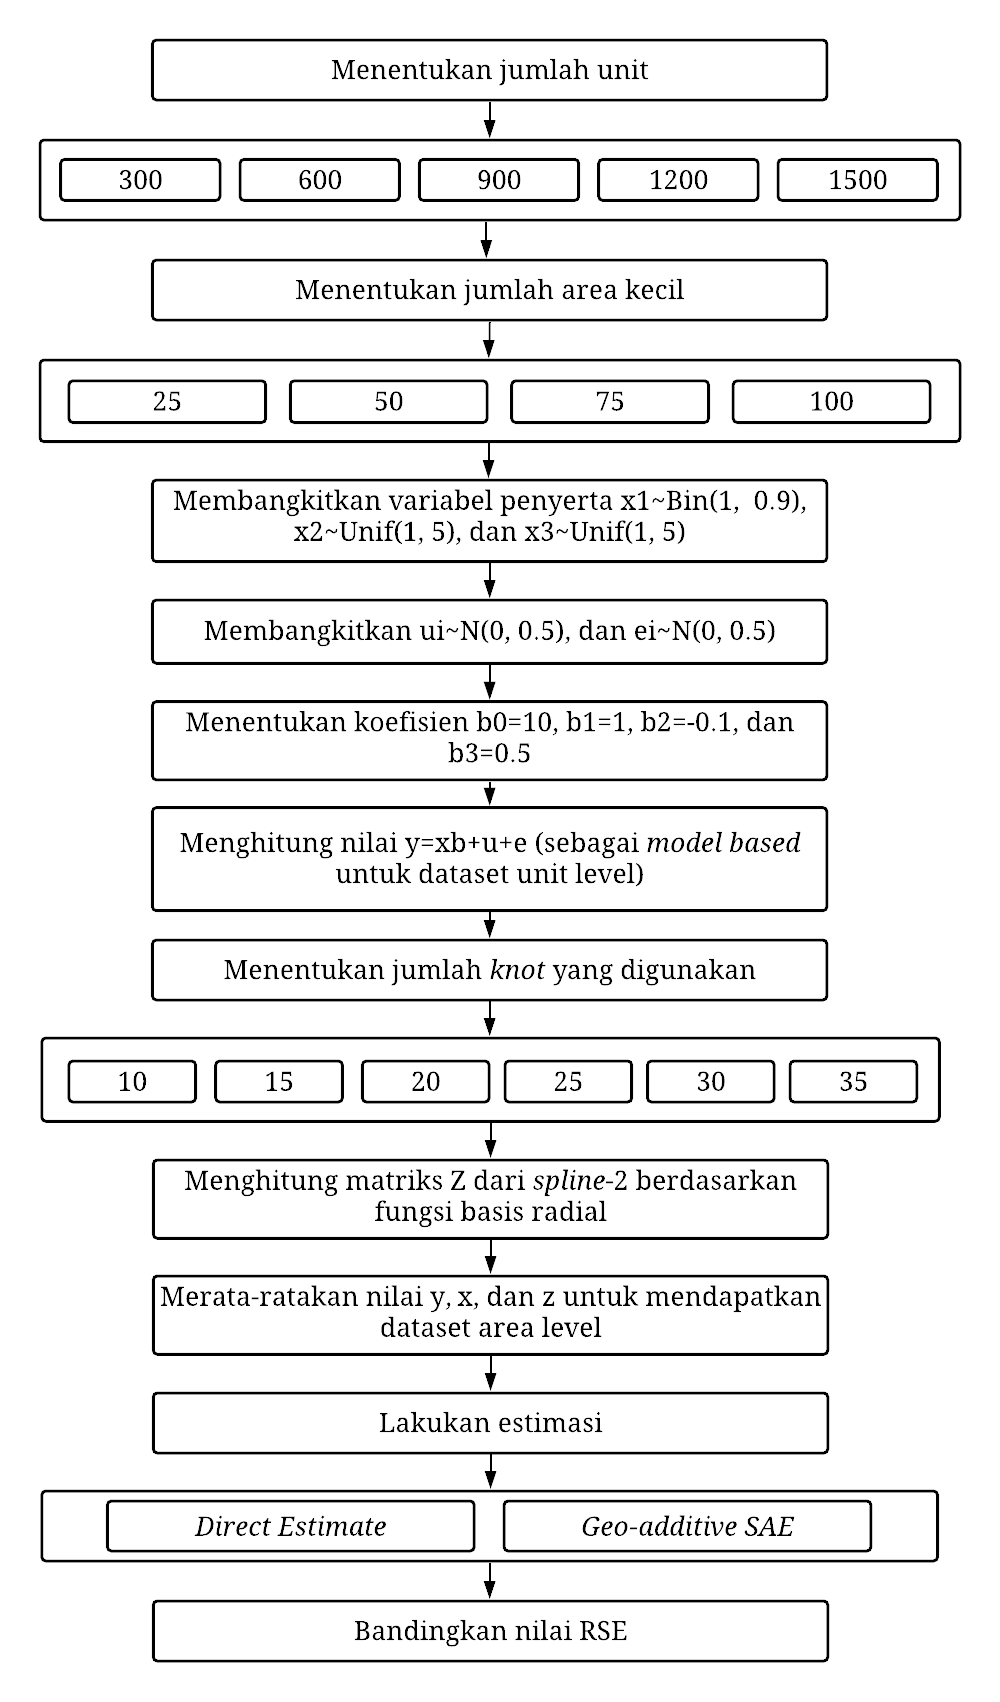 Menentukan jumlah unit
300 600 900 1200 1500
Menentukan jumlah area kecil
25 50 75 100
Membangkitkan variabel penyerta x1~Bin(1, 0.9),
x2~Unif(1, 5), dan x3~Unif(1, 5)
Membangkitkan ui~N(0, 0.5), dan ei~N(0, 0.5)
Menentukan koefisien b0=10, b1=1, b2=-0.1, dan
b3=0.5
Menghitung nilai y=xb+u+e (sebagai model based
untuk dataset unit level)
Menentukan jumlah knot yang digunakan
10 15 20 25 30 35
Menghitung matriks Z dari spline-2 berdasarkan
fungsi basis radial
Merata-ratakan nilai y, x, dan z untuk mendapatkan
dataset area level
Lakukan estimasi
Direct Estimate Geo-additive SAE
Bandingkan nilai RSE